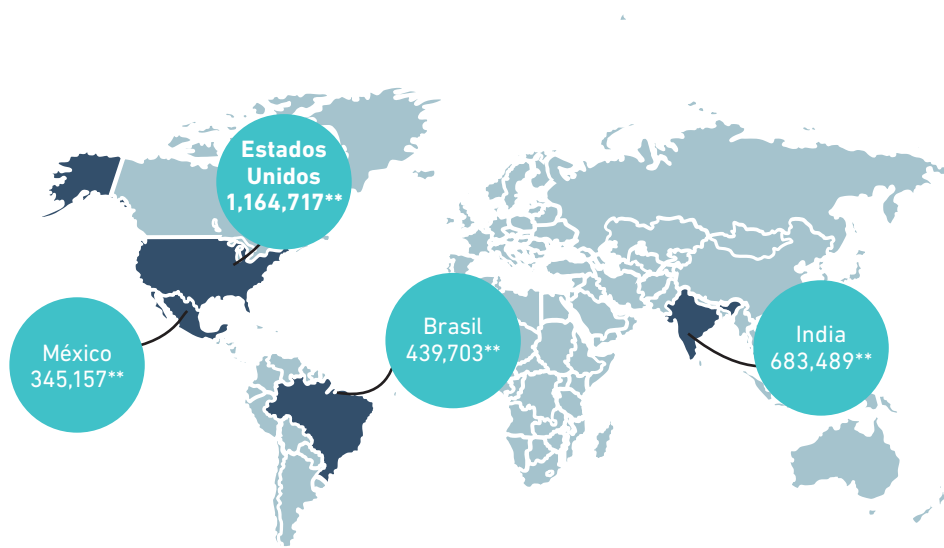 Estados
Unidos
1,164,717**
México
345,157**
Brasil
439,703**
India
683,489**